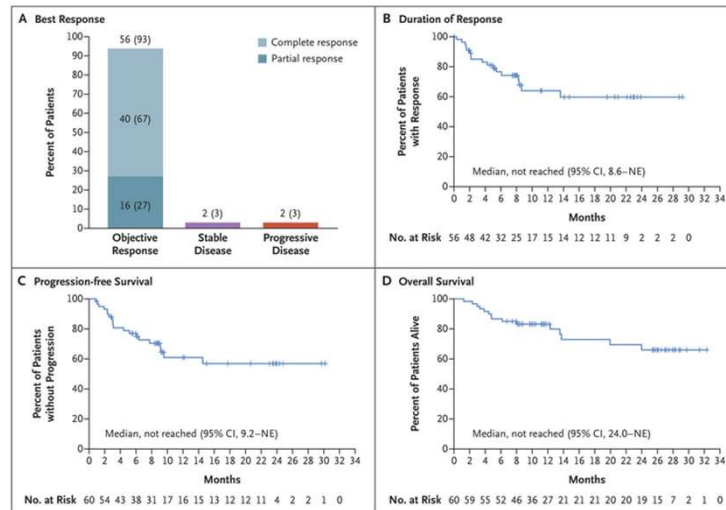 A Best Response
Percent of Patients
100
90
80
70
60
50
40
30
20
10
0
56 (93)
40 (67)
16 (27)
2 (3)
2 (3)
Complete response
Partial response
Objective Response
Stable Disease
Progressive Disease
B Duration of Response
Percent of Patients
with Response
100
80
60
40
20
0
Median, not reached (95% CI, 8.6–NE)
0 2 4 6 8 10 12 14 16 18 20 22 24 26 28 30 32 34
Months
No. at Risk 56 48 42 32 25 17 15 14 12 12 11 9 2 2 2 0
C Progression-free Survival
Percent of Patients
without Progression
100
80
60
40
20
0
Median, not reached (95% CI, 9.2–NE)
0 2 4 6 8 10 12 14 16 18 20 22 24 26 28 30 32 34
Months
No. at Risk 60 54 43 38 31 17 16 15 13 12 12 11 4 2 2 1 0
D Overall Survival
Percent of Patients Alive
100
80
60
40
20
0
Median, not reached (95% CI, 24.0–NE)
0 2 4 6 8 10 12 14 16 18 20 22 24 26 28 30 32 34
Months
No. at Risk 60 59 55 52 46 36 27 21 21 21 20 20 19 15 7 2 1 0